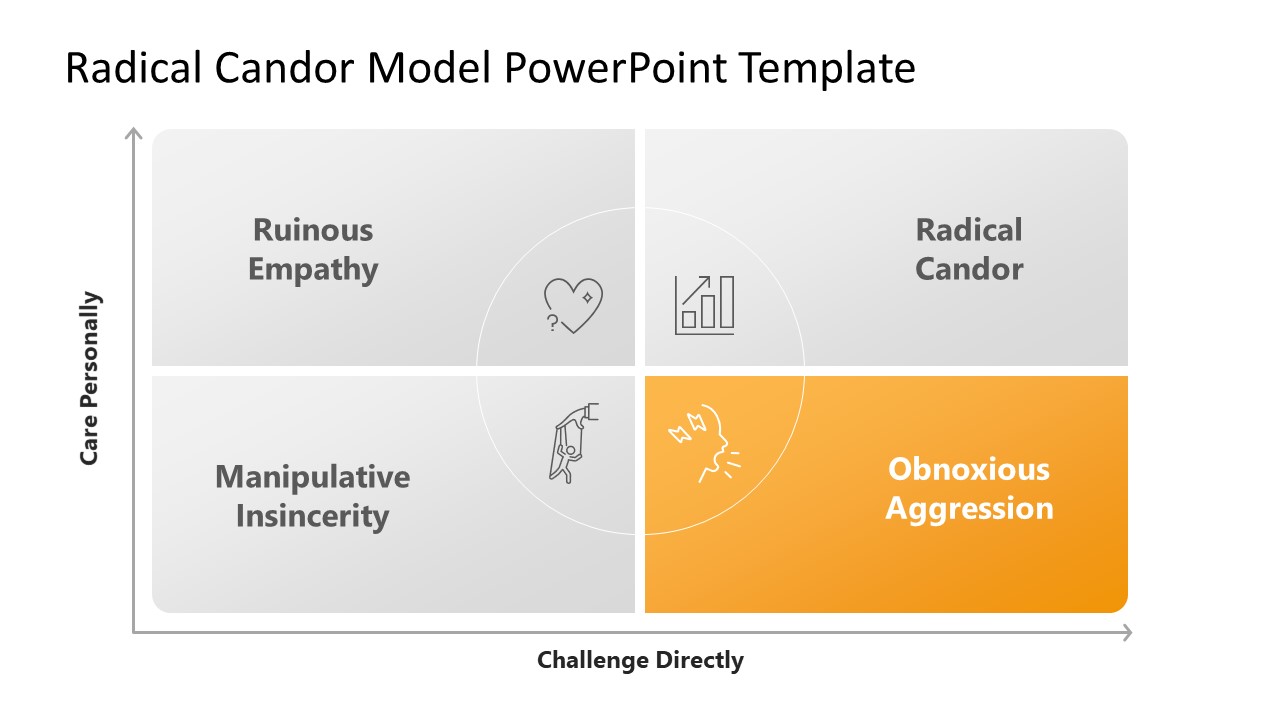 Radical Candor Model PowerPoint Template
Care Personally
Ruinous
Empathy
?
Radical
Candor
Manipulative
Insincerity
Obnoxious
Aggression
Challenge Directly